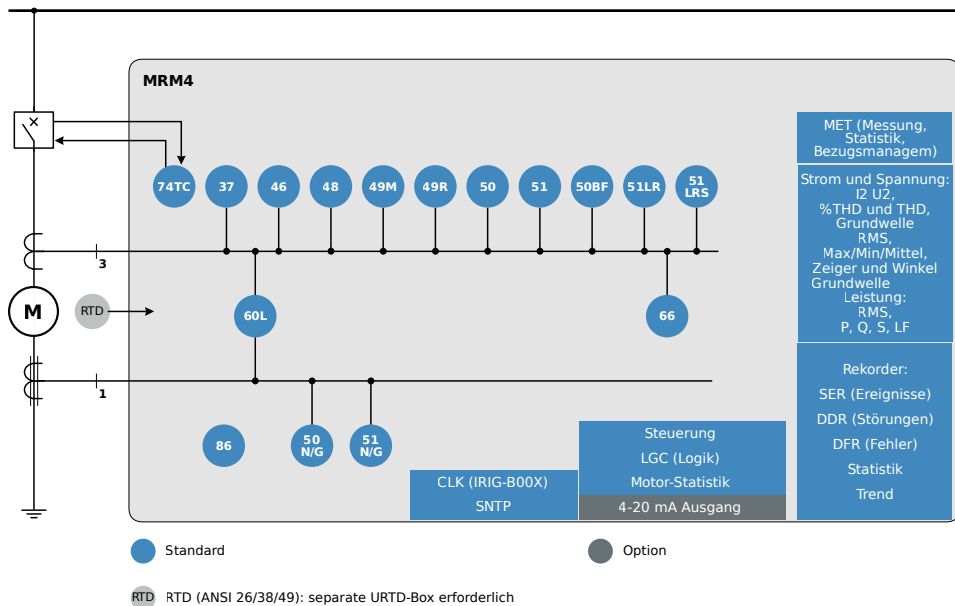 MRM4
74TC
37
46
48
49M
49R
50
51
50BF
51LR
51
LRS
3
M
RTD
60L
66
1
86
50
N/G
51
N/G
MET (Messung,
Statistik,
Bezugsmanagem)
Strom und Spannung:
I2 U2,
%THD und THD,
Grundwelle
RMS,
Max/Min/Mittel,
Zeiger und Winkel
Grundwelle
Leistung:
RMS,
P, Q, S, LF
Rekorder:
SER (Ereignisse)
DDR (Störungen)
DFR (Fehler)
Statistik
Trend
Steuerung
LGC (Logik)
Motor-Statistik
4-20 mA Ausgang
CLK (IRIG-B00X)
SNTP
Standard
Option
RTD RTD (ANSI 26/38/49): separate URTD-Box erforderlich